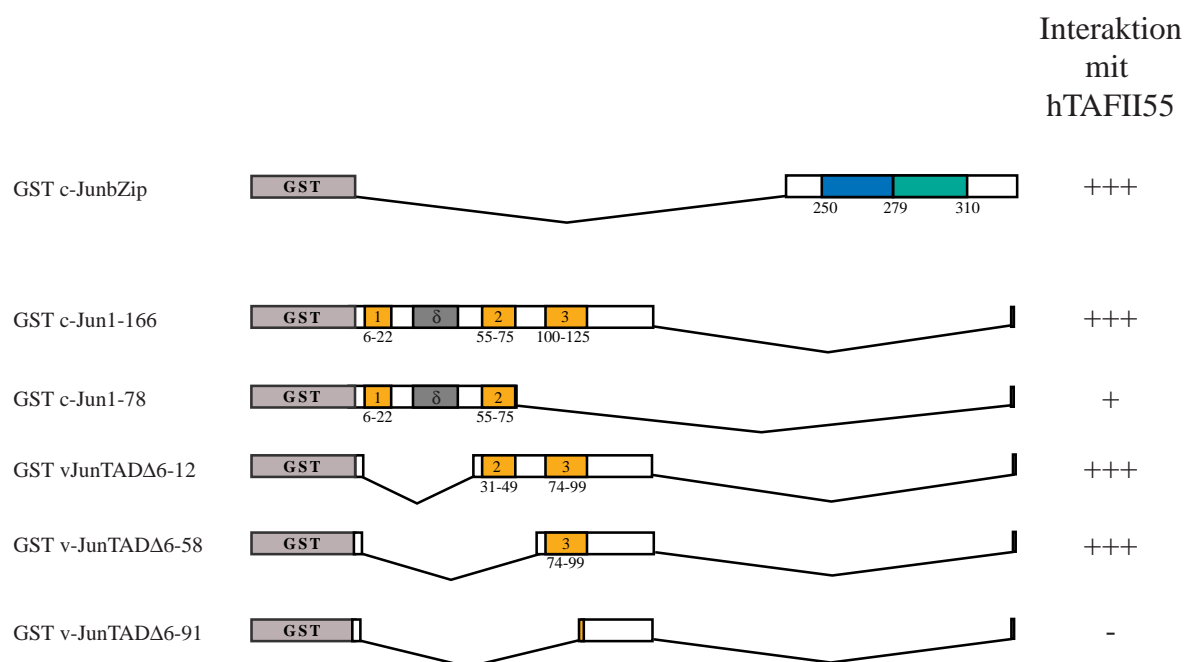 Interaktion
mit
hTAFII55
GST c-JunbZip GST +++
250 279 310
GST c-Jun1-166 GST 1 δ 2 3 +++
6-22 55-75 100-125
GST c-Jun1-78 GST 1 δ 2 +
6-22 55-75
GST vJunTADΔ6-12 GST 2 3 +++
31-49 74-99
GST v-JunTADΔ6-58 GST 3 +++
74-99
GST v-JunTADΔ6-91 GST -